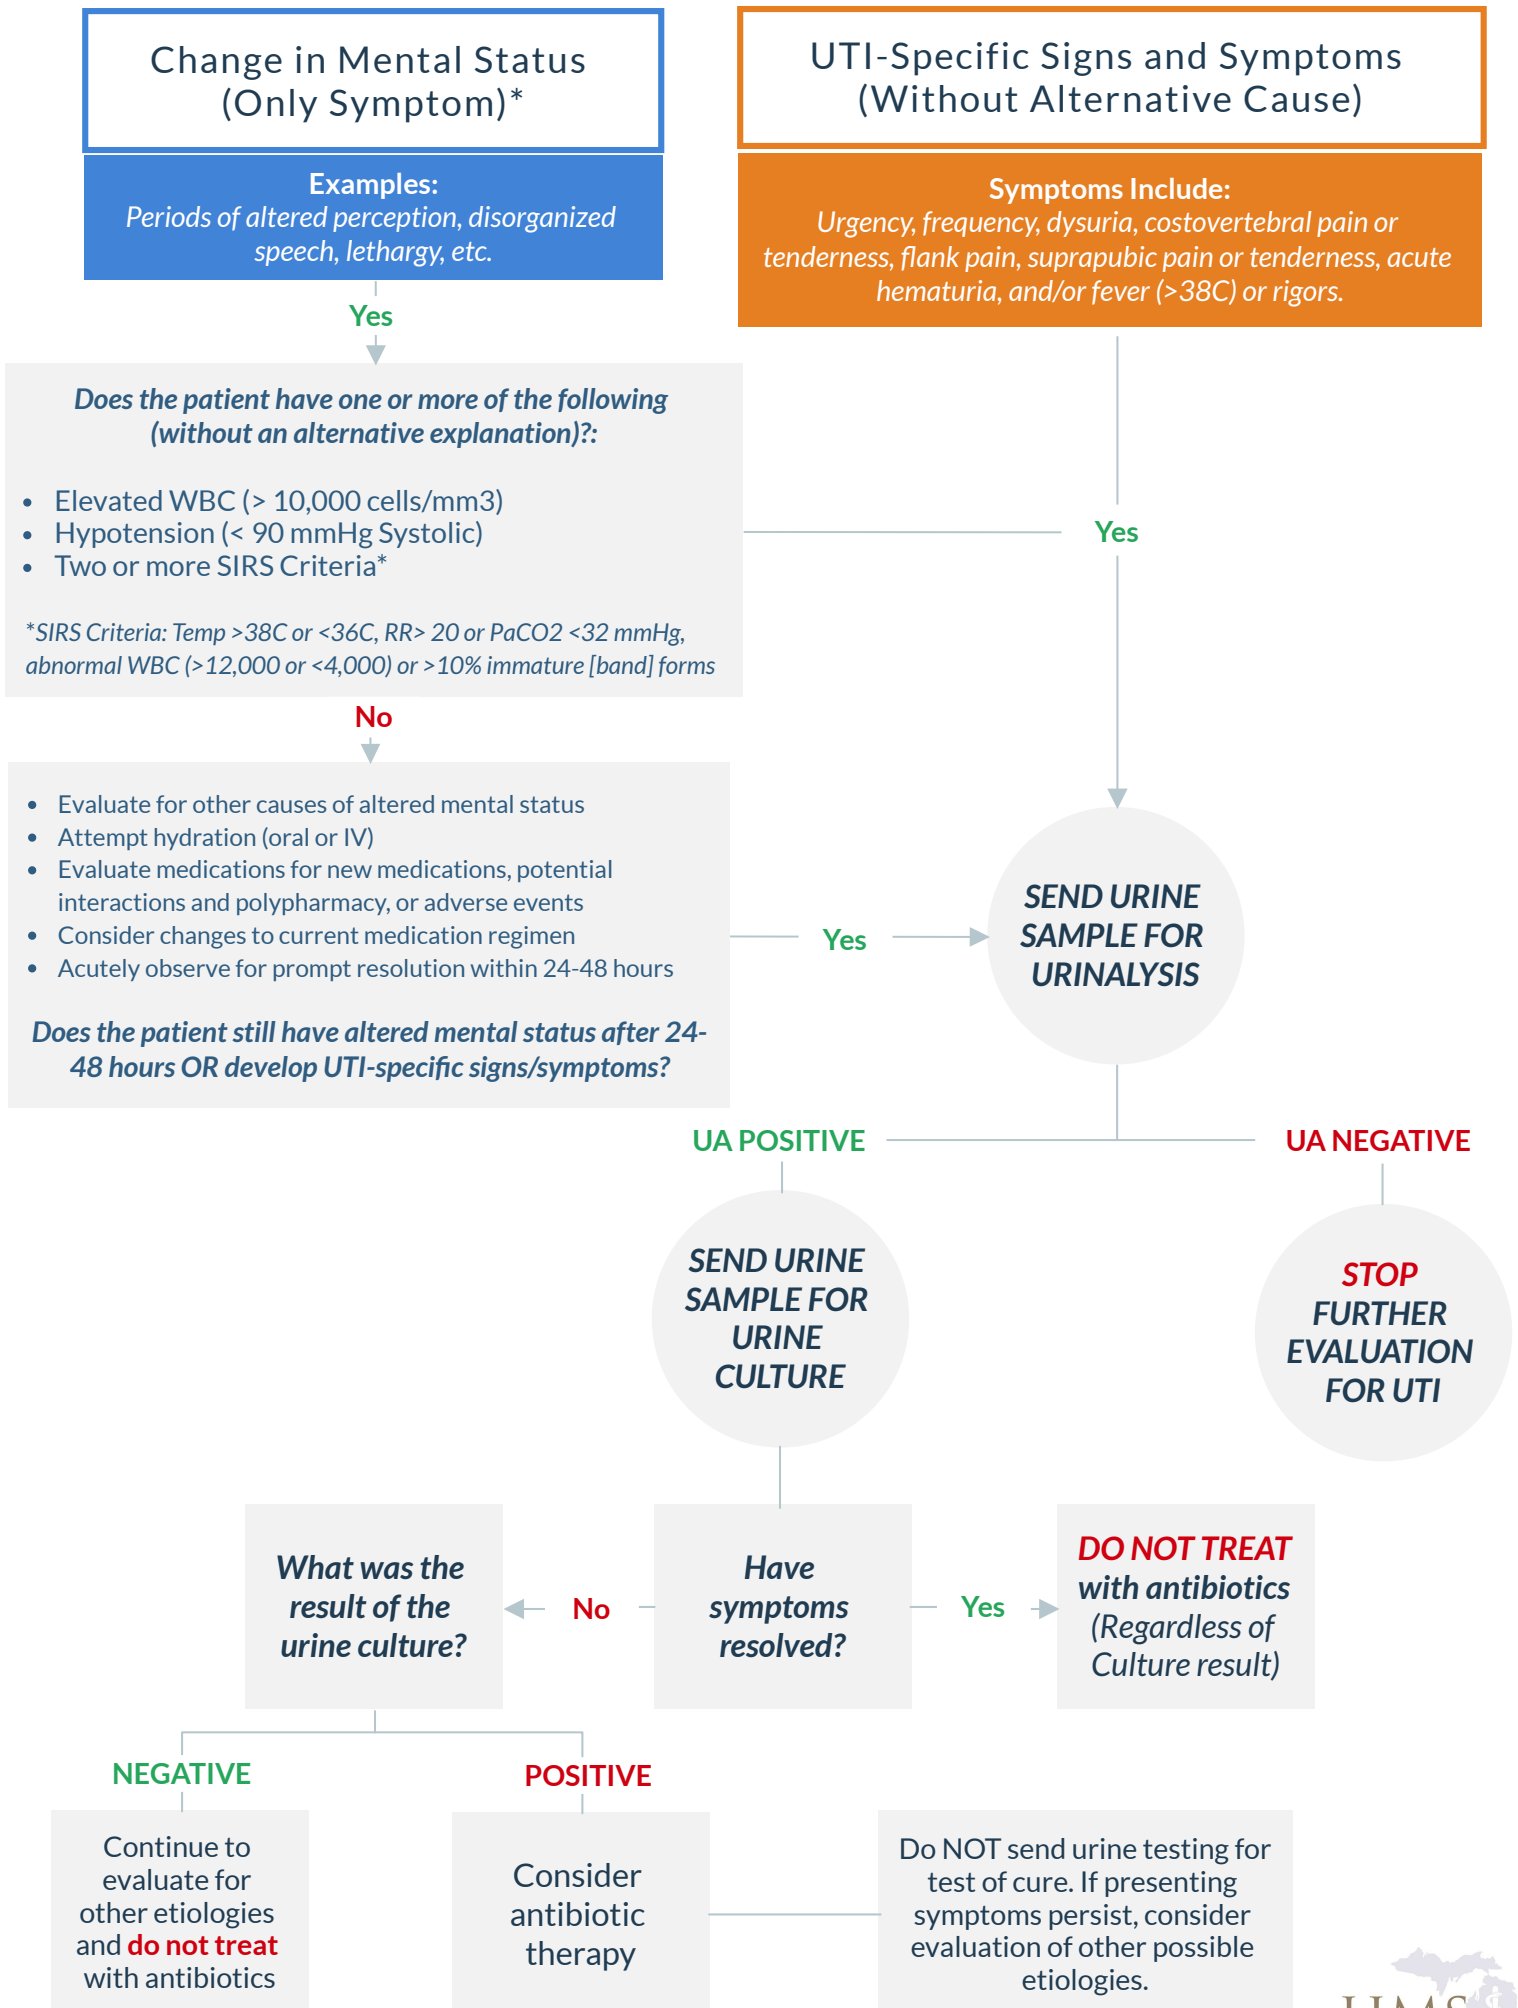 Change in Mental Status
(Only Symptom)*
Examples:
Periods of altered perception, disorganized
speech, lethargy, etc.
UTI-Specific Signs and Symptoms
(Without Alternative Cause)
Symptoms Include:
Urgency, frequency, dysuria, costovertebral pain or
tenderness, flank pain, suprapubic pain or tenderness, acute
hematuria, and/or fever (>38C) or rigors.
Yes
Does the patient have one or more of the following
(without an alternative explanation)?:
• Elevated WBC (> 10,000 cells/mm3)
• Hypotension (< 90 mmHg Systolic)
• Two or more SIRS Criteria*
*SIRS Criteria: Temp >38C or <36C, RR> 20 or PaCO2 <32 mmHg,
abnormal WBC (>12,000 or <4,000) or >10% immature [band] forms
Yes
No
• Evaluate for other causes of altered mental status
• Attempt hydration (oral or IV)
• Evaluate medications for new medications, potential
interactions and polypharmacy, or adverse events
• Consider changes to current medication regimen
• Acutely observe for prompt resolution within 24-48 hours
Does the patient still have altered mental status after 24-
48 hours OR develop UTI-specific signs/symptoms?
Yes
SEND URINE
SAMPLE FOR
URINALYSIS
UA POSITIVE
UA NEGATIVE
SEND URINE
SAMPLE FOR
URINE
CULTURE
STOP
FURTHER
EVALUATION
FOR UTI
What was the
result of the
urine culture?
No
Have
symptoms
resolved?
Yes
DO NOT TREAT
with antibiotics
(Regardless of
Culture result)
NEGATIVE
POSITIVE
Continue to
evaluate for
other etiologies
and do not treat
with antibiotics
Consider
antibiotic
therapy
Do NOT send urine testing for
test of cure. If presenting
symptoms persist, consider
evaluation of other possible
etiologies.